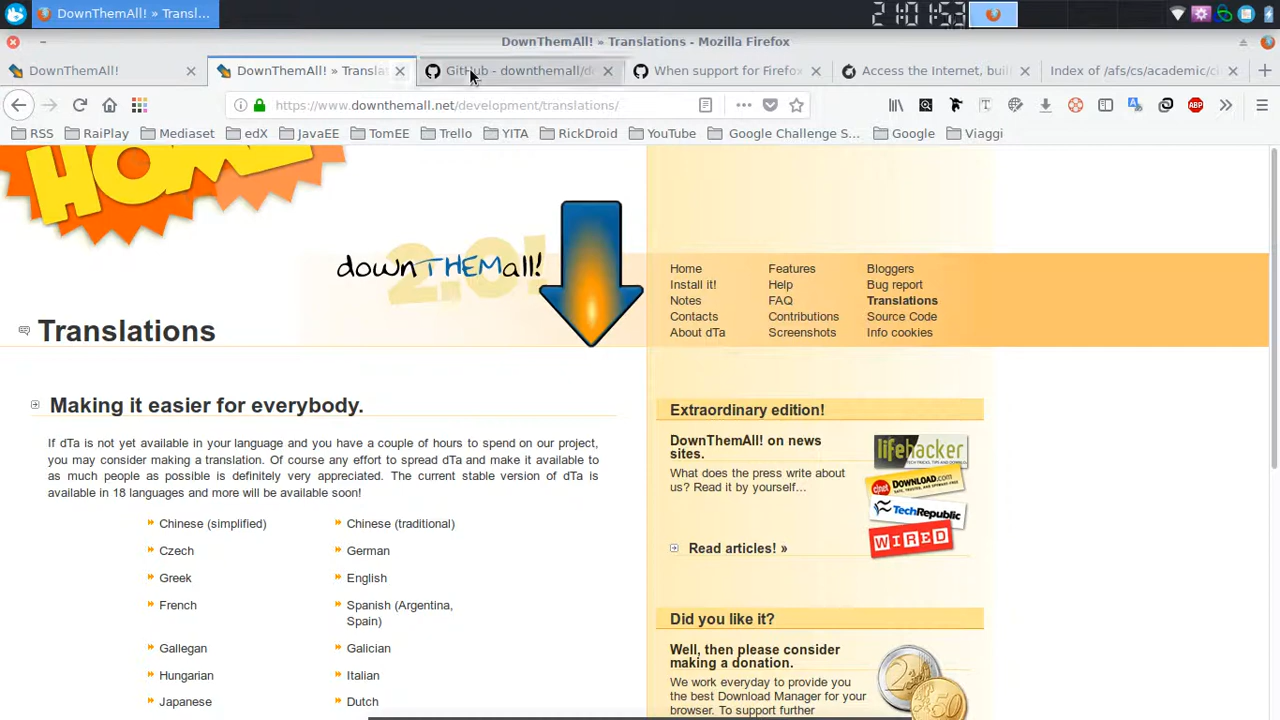 DownThemAll! » Transl...
21:01:53
DownThemAll! » Translations - Mozilla Firefox
DownThemAll!
DownThemAll! » Transla
GitHub - downthemall/d
When support for Firefox
Access the Internet, buil
Index of /afs/cs/academic/cl
https://www.downthemall.net/development/translations/
ABP
RSS
RaiPlay
Mediaset
edX
JavaEE
TomEE
Trello
YITA
RickDroid
YouTube
Google Challenge S...
Google
Viaggi
HOME
2.0!
downTHEMall!
Home
Features
Bloggers
Install it!
Help
Bug report
Notes
FAQ
Translations
Contacts
Contributions
Source Code
About dTa
Screenshots
Info cookies
Translations
Making it easier for everybody.
If dTa is not yet available in your language and you have a couple of hours to spend on our project,
you may consider making a translation. Of course any effort to spread dTa and make it available to
as much people as possible is definitely very appreciated. The current stable version of dTa is
available in 18 languages and more will be available soon!
Chinese (simplified)
Chinese (traditional)
Czech
German
Greek
English
French
Spanish (Argentina,
Spain)
Gallegan
Galician
Hungarian
Italian
Japanese
Dutch
Extraordinary edition!
DownThemAll! on news
sites.
What does the press write about
us? Read it by yourself...
lifehacker
DOWNLOAD.com
TechRepublic
WIRED
Read articles! »
Did you like it?
Well, then please consider
making a donation.
We work everyday to provide you
the best Download Manager for your
browser. To support further
2
50